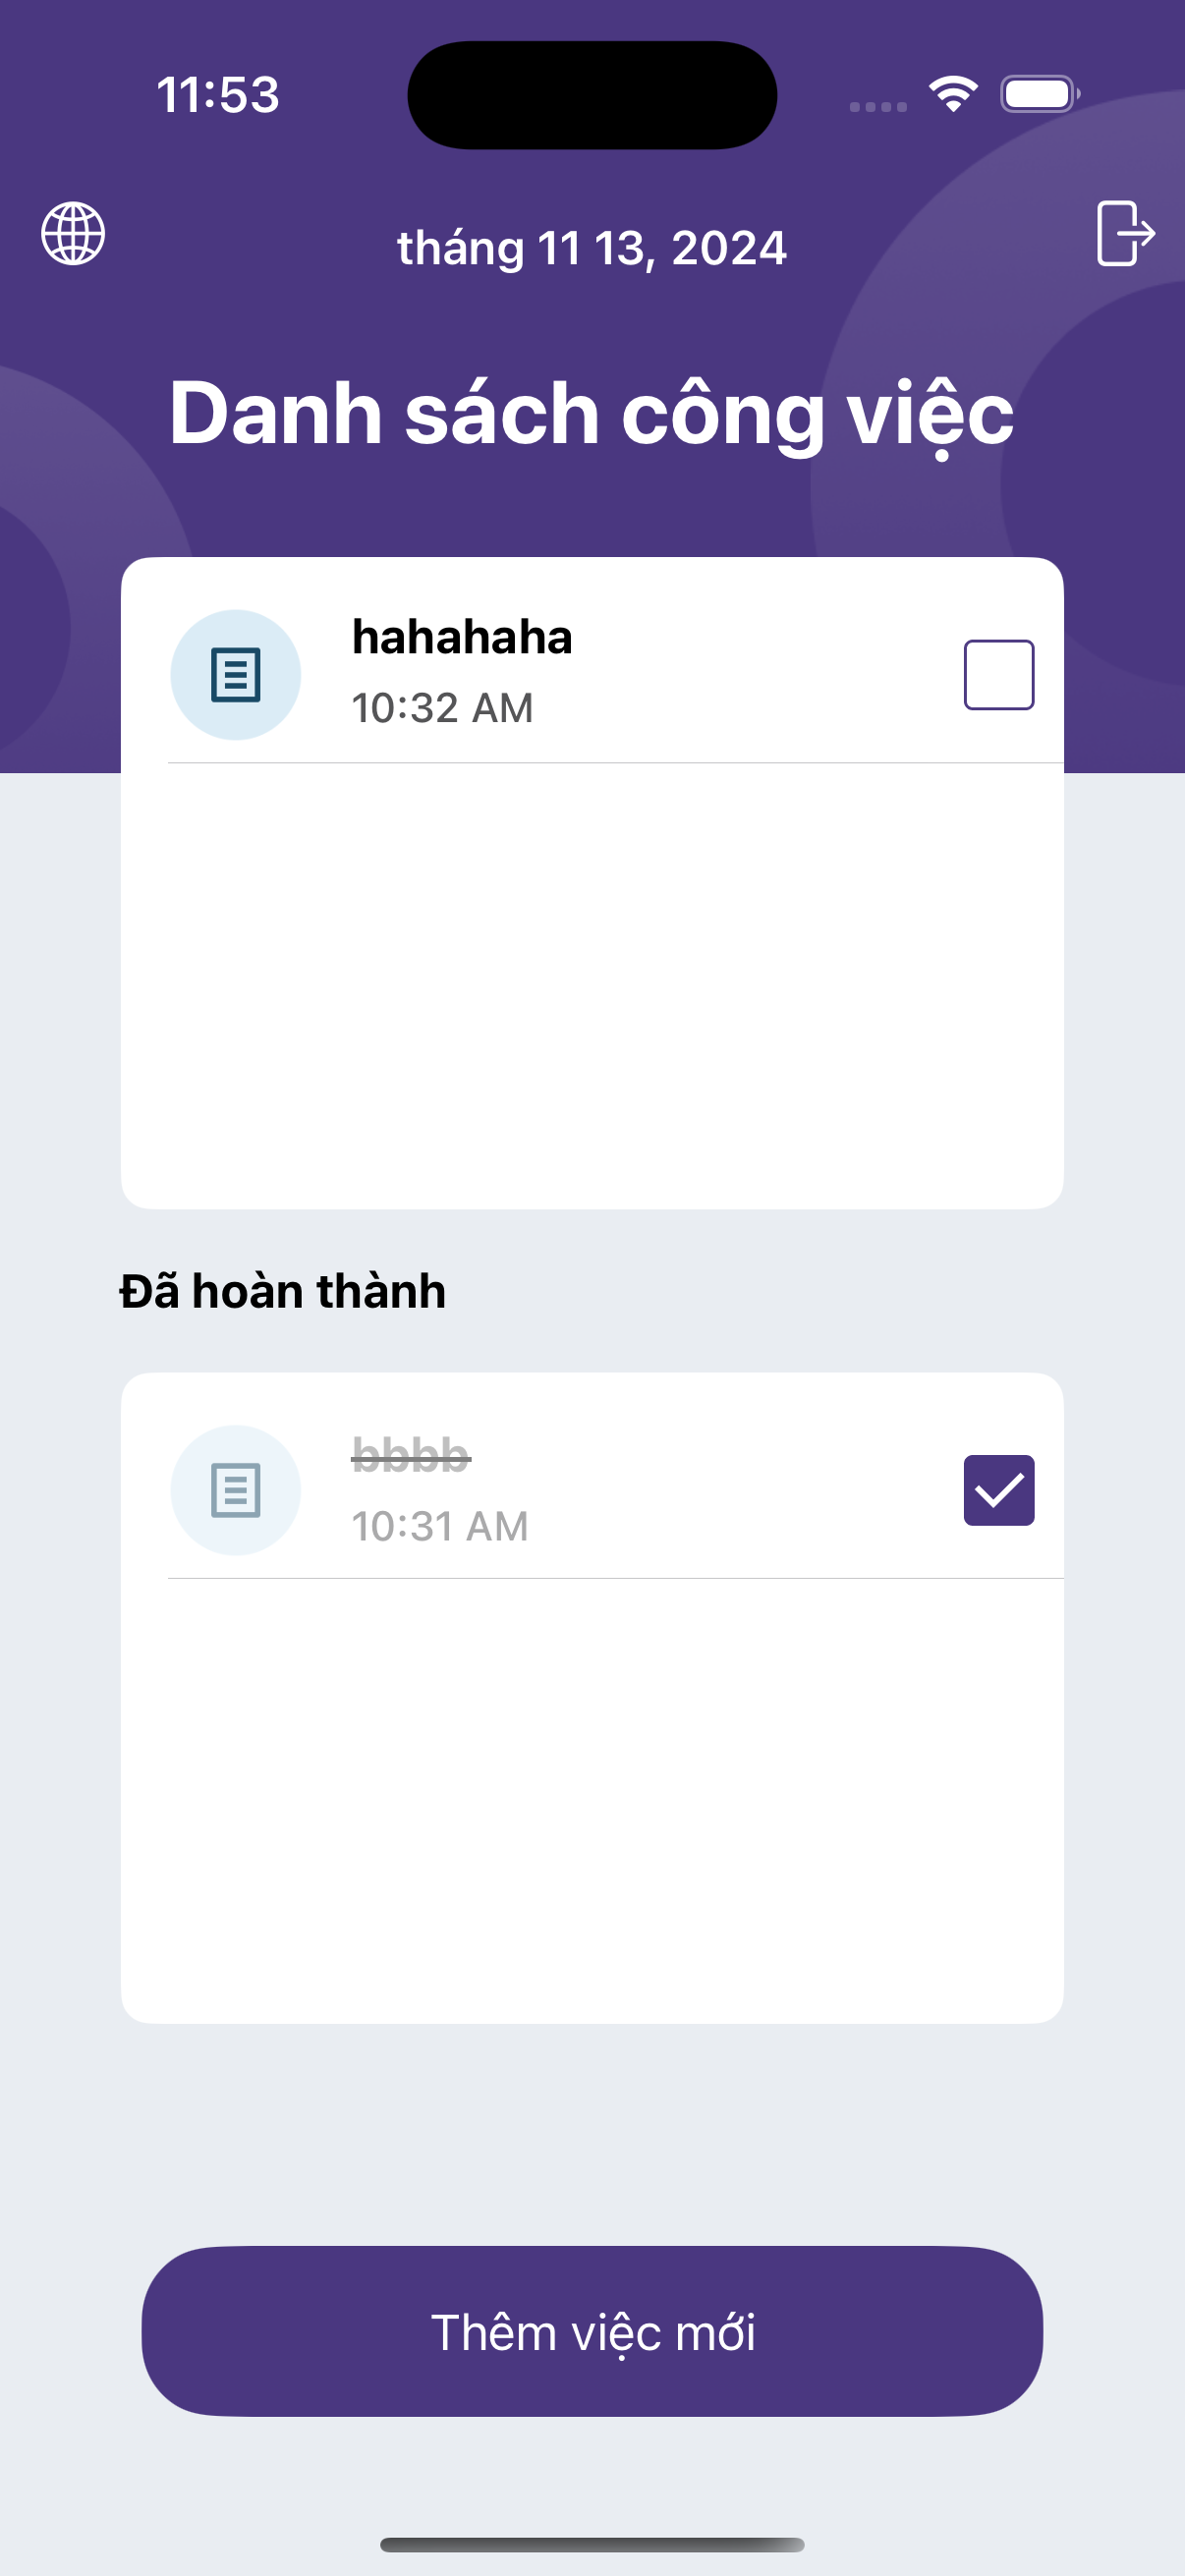 11:53
tháng 11 13, 2024
Danh sách công việc
hahahaha
10:32 AM
Đã hoàn thành
bbbb
10:31 AM
Thêm việc mới